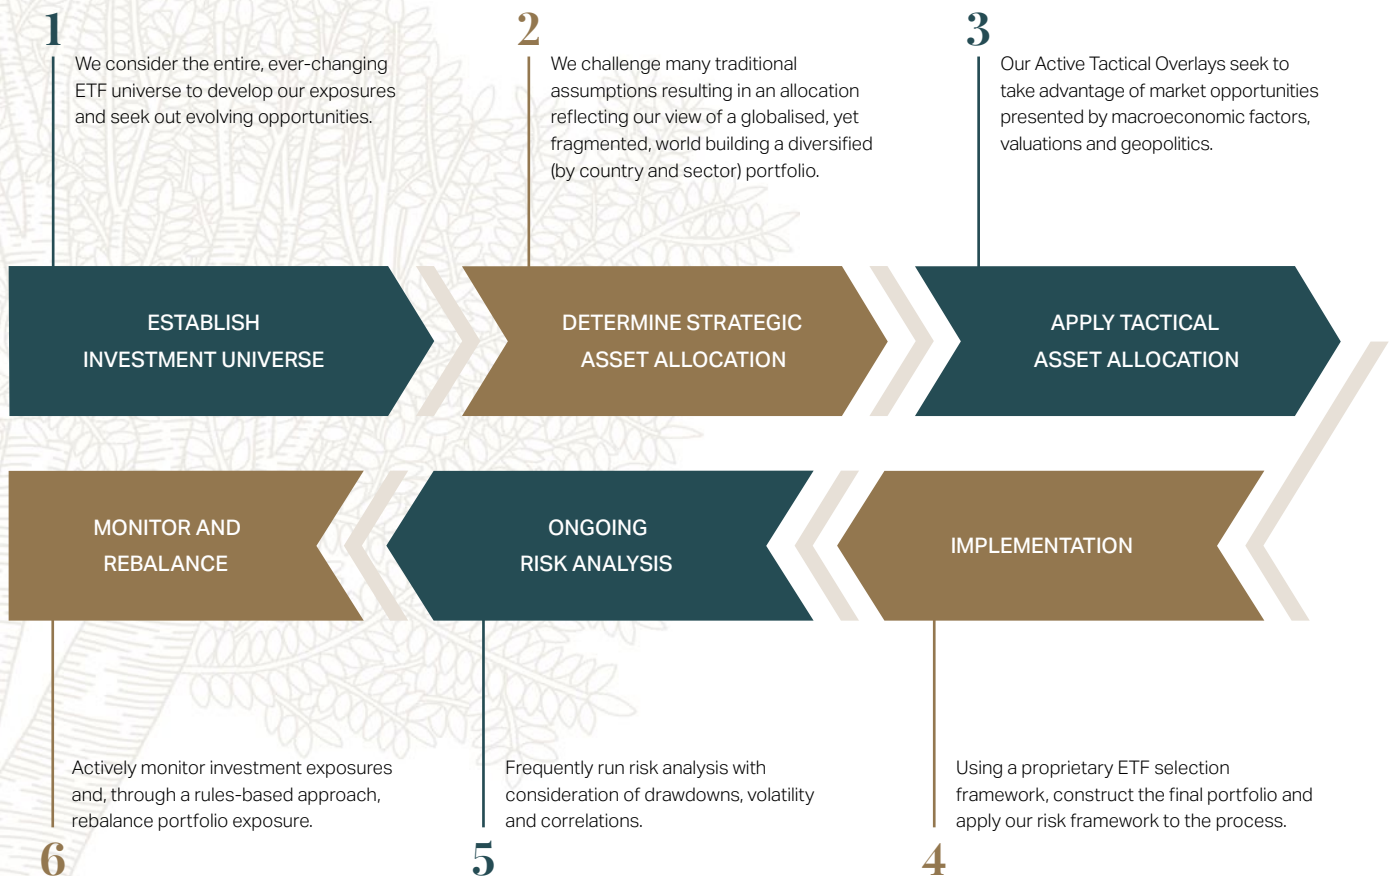 1
We consider the entire, ever-changing
ETF universe to develop our exposures
and seek out evolving opportunities.
2
We challenge many traditional
assumptions resulting in an allocation
reflecting our view of a globalised, yet
fragmented, world building a diversified
(by country and sector) portfolio.
3
Our Active Tactical Overlays seek to
take advantage of market opportunities
presented by macroeconomic factors,
valuations and geopolitics.
ESTABLISH
INVESTMENT UNIVERSE
DETERMINE STRATEGIC
ASSET ALLOCATION
APPLY TACTICAL
ASSET ALLOCATION
IMPLEMENTATION
Using a proprietary ETF selection
framework, construct the final portfolio and
apply our risk framework to the process.
4
ONGOING
RISK ANALYSIS
Frequently run risk analysis with
consideration of drawdowns, volatility
and correlations.
5
MONITOR AND
REBALANCE
Actively monitor investment exposures
and, through a rules-based approach,
rebalance portfolio exposure.
6